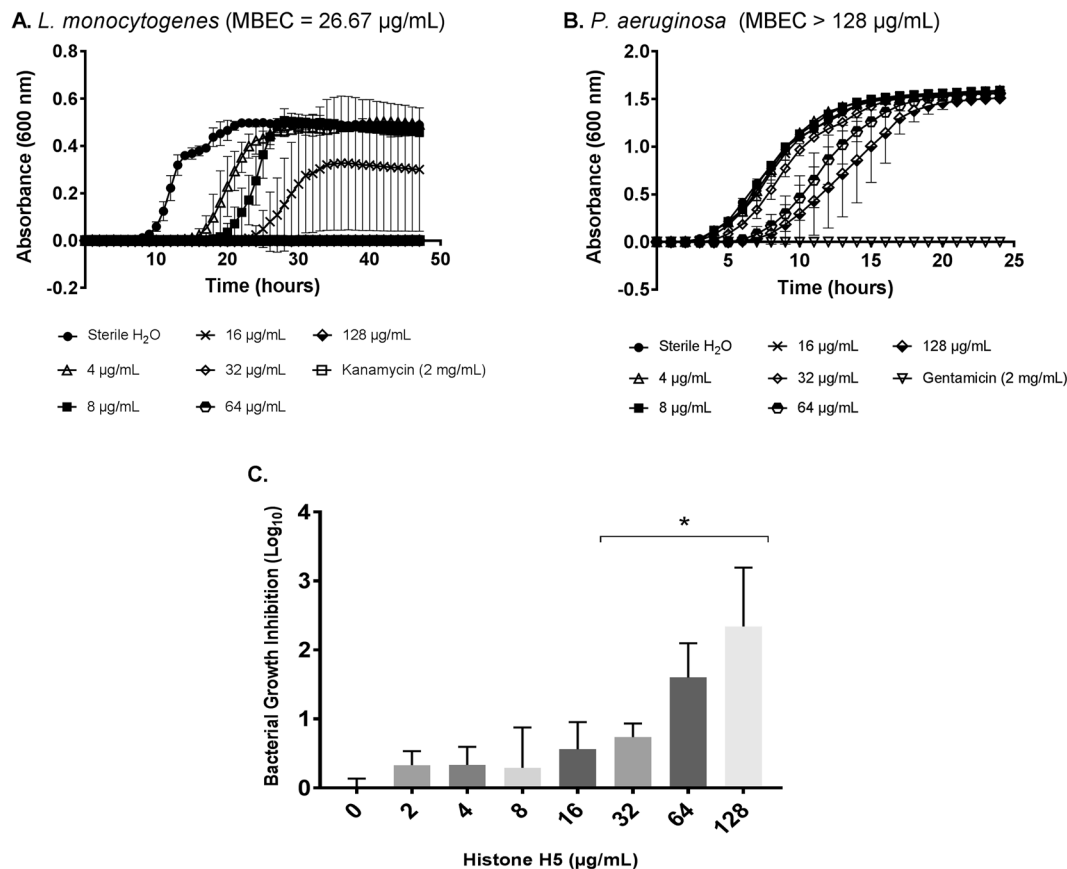 A. L. monocytogenes (MBEC = 26.67 µg/mL)
Absorbance (600 nm)
0.8
0.6
0.4
0.2
0.0
-0.2
10
20
30
40
50
Time (hours)
Sterile H₂O
16 µg/mL
128 µg/mL
4 µg/mL
32 µg/mL
Kanamycin (2 mg/mL)
8 µg/mL
64 µg/mL
B. P. aeruginosa (MBEC > 128 µg/mL)
Absorbance (600 nm)
2.0
1.5
1.0
0.5
0.0
-0.5
5
10
15
20
25
Time (hours)
Sterile H₂O
16 µg/mL
128 µg/mL
4 µg/mL
32 µg/mL
Gentamicin (2 mg/mL)
8 µg/mL
64 µg/mL
C.
Bacterial Growth Inhibition (Log₁₀)
4
3
2
1
0
*
0
2
4
8
16
32
64
128
Histone H5 (µg/mL)